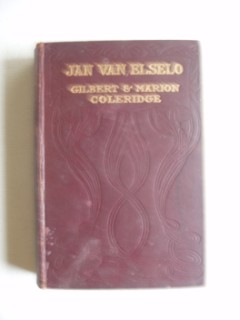 JAN VAN ELSELO
GILBERT & MARION
COLERIDGE